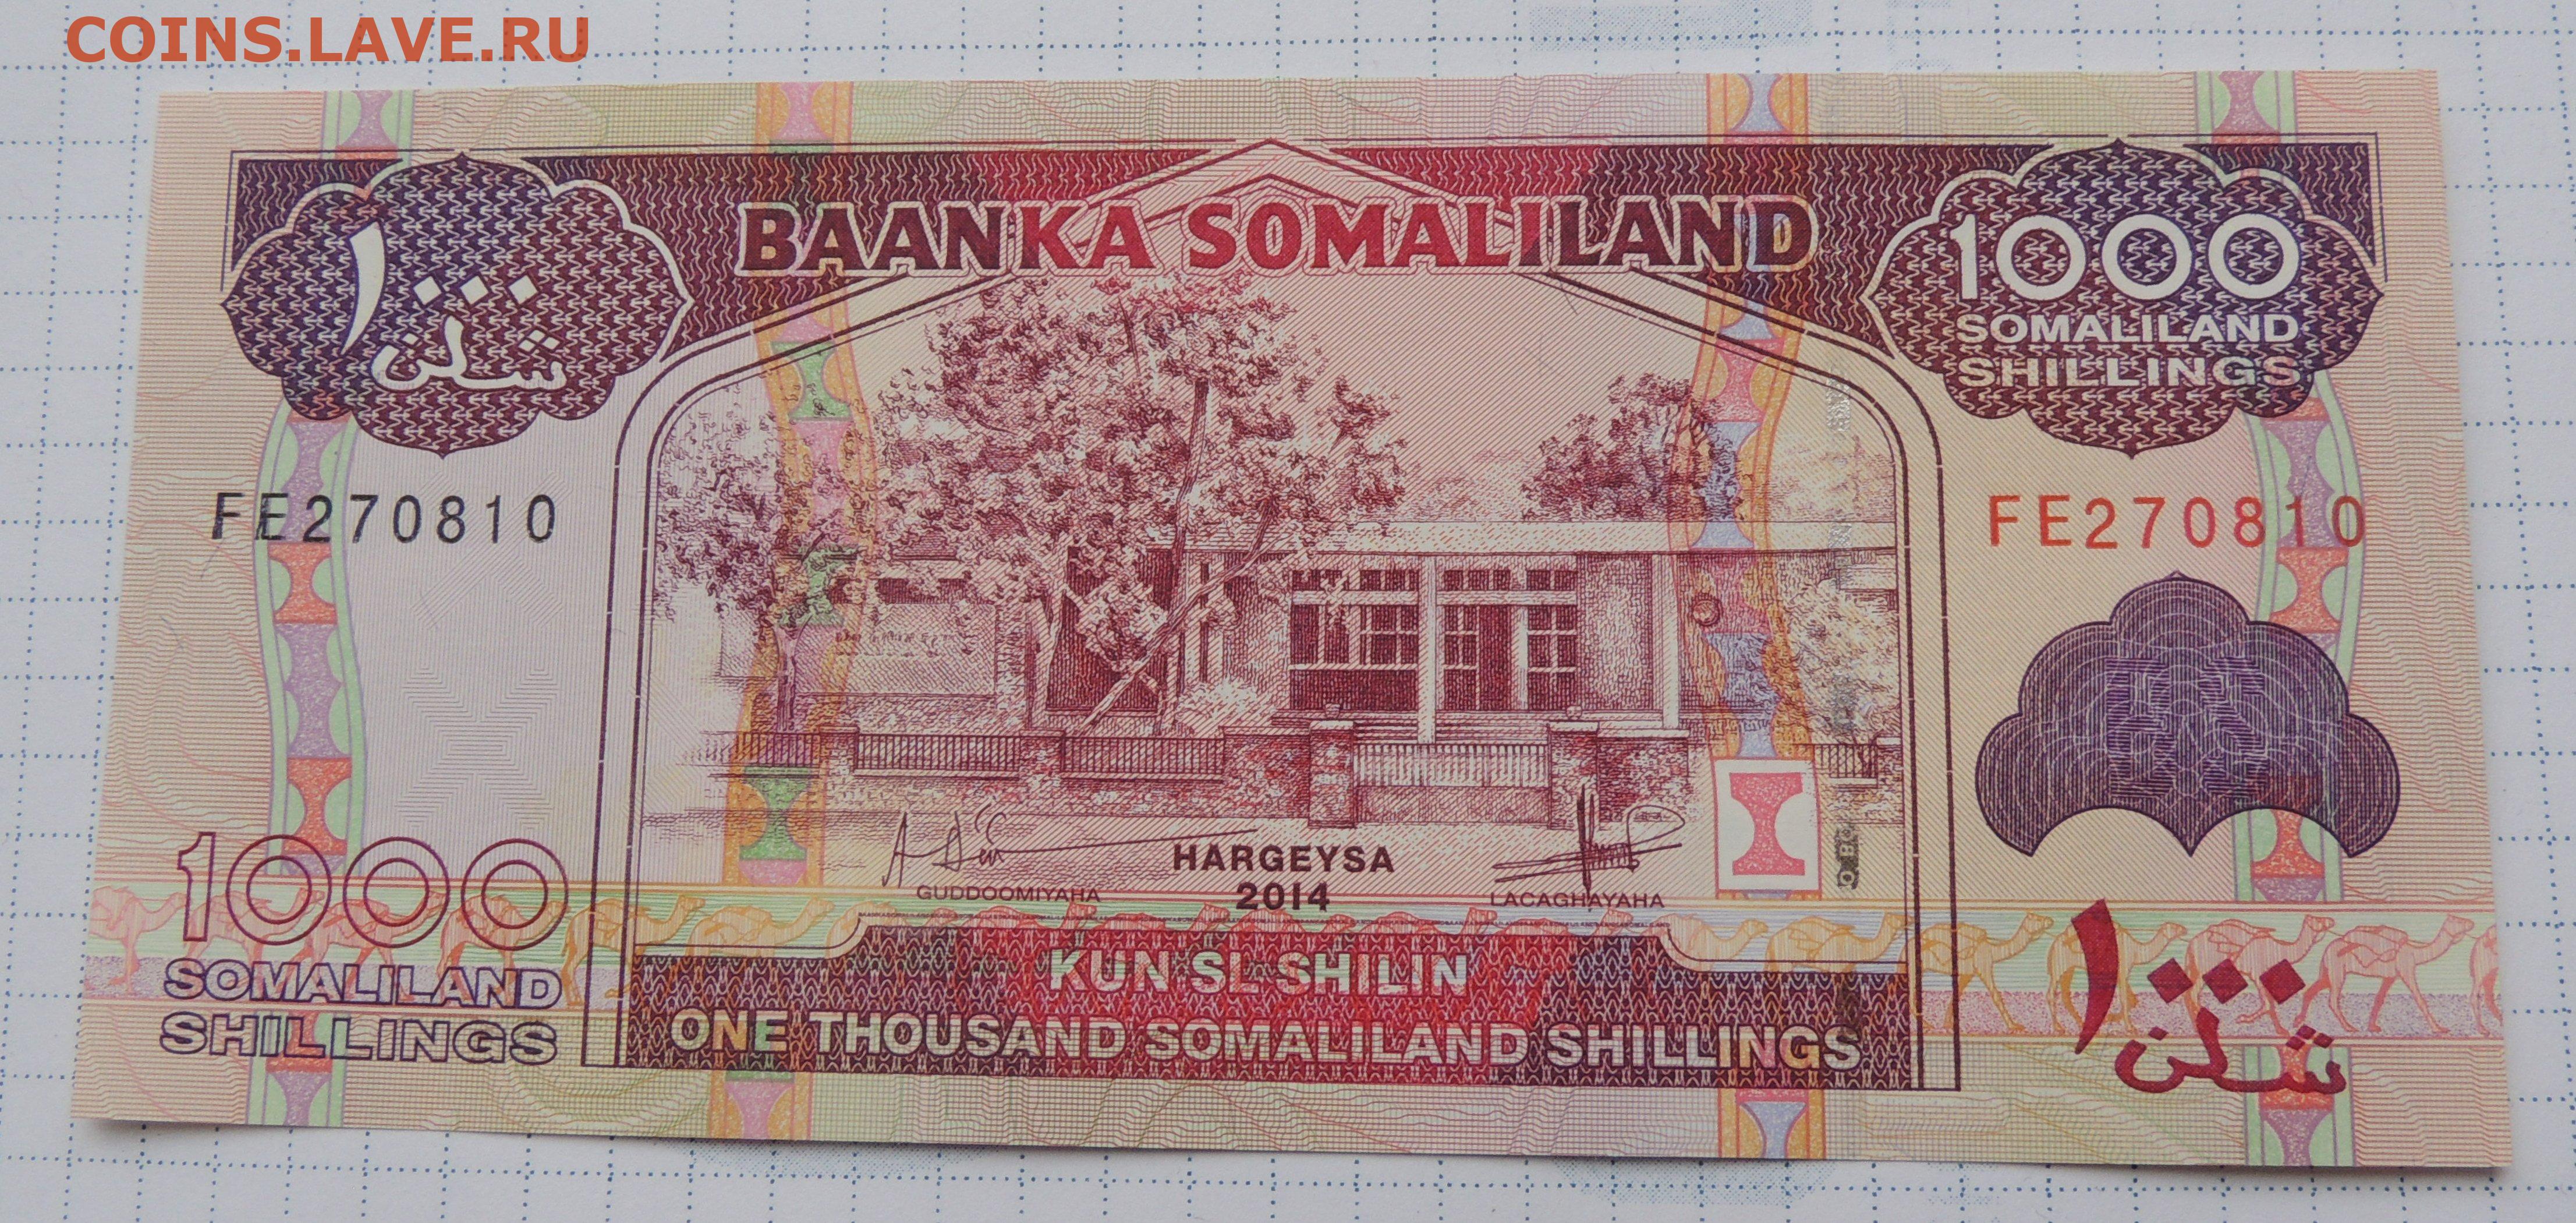 COINS.LAVE.RU
BAANKA SOMALILAND
١٠٠٠
شلن
1000
SOMALILAND
SHILLINGS
FE270810
FE270810
HARGEYSA
2014
GUDDOOMIYAHA
LACAGHAYAHA
1000
SOMALILAND
SHILLINGS
KUN SL SHILIN
ONE THOUSAND SOMALILAND SHILLINGS
١٠٠٠
شلن